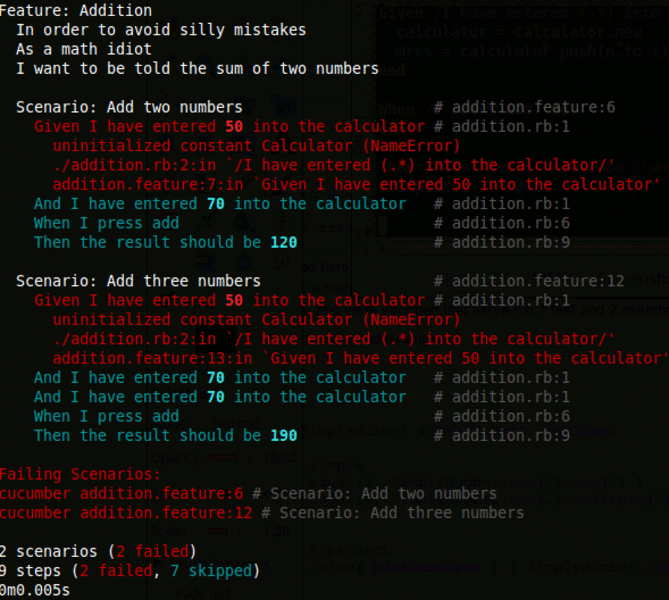 Feature: Addition
In order to avoid silly mistakes
As a math idiot
I want to be told the sum of two numbers
Scenario: Add two numbers # addition.feature:6
Given I have entered 50 into the calculator # addition.rb:1
uninitialized constant Calculator (NameError)
./addition.rb:2:in `/I have entered (.*) into the calculator/'
addition.feature:7:in `Given I have entered 50 into the calculator'
And I have entered 70 into the calculator # addition.rb:1
When I press add # addition.rb:6
Then the result should be 120 # addition.rb:9
Scenario: Add three numbers # addition.feature:12
Given I have entered 50 into the calculator # addition.rb:1
uninitialized constant Calculator (NameError)
./addition.rb:2:in `/I have entered (.*) into the calculator/'
addition.feature:13:in `Given I have entered 50 into the calculator'
And I have entered 70 into the calculator # addition.rb:1
And I have entered 70 into the calculator # addition.rb:1
When I press add # addition.rb:6
Then the result should be 190 # addition.rb:9
Failing Scenarios:
cucumber addition.feature:6 # Scenario: Add two numbers
cucumber addition.feature:12 # Scenario: Add three numbers
2 scenarios (2 failed)
9 steps (2 failed, 7 skipped)
0m0.005s